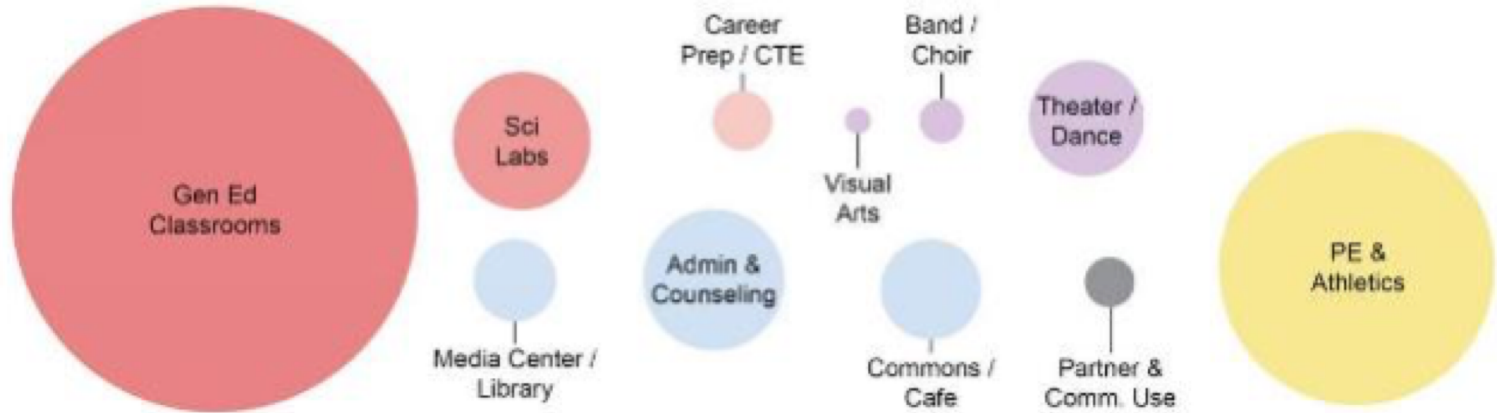 Gen Ed
Classrooms
Sci
Labs
Media Center /
Library
Career
Prep / CTE
Admin &
Counseling
Visual
Arts
Band /
Choir
Commons /
Cafe
Theater /
Dance
Partner &
Comm. Use
PE &
Athletics